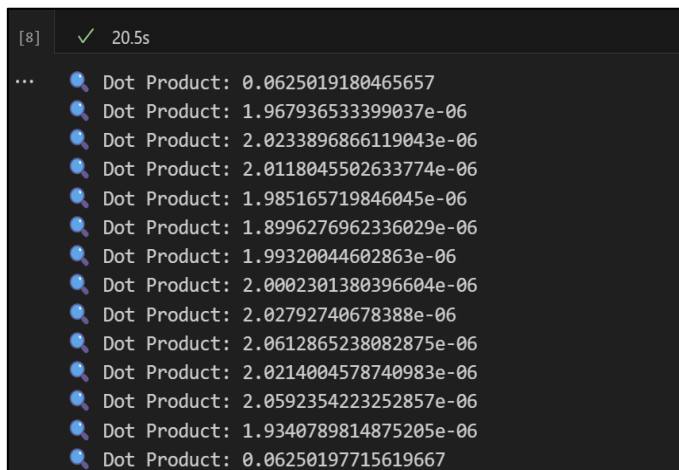 [8] ✓ 20.5s
... 🔍 Dot Product: 0.0625019180465657
🔍 Dot Product: 1.967936533399037e-06
🔍 Dot Product: 2.0233896866119043e-06
🔍 Dot Product: 2.0118045502633774e-06
🔍 Dot Product: 1.985165719846045e-06
🔍 Dot Product: 1.8996276962336029e-06
🔍 Dot Product: 1.99320044602863e-06
🔍 Dot Product: 2.0002301380396604e-06
🔍 Dot Product: 2.02792740678388e-06
🔍 Dot Product: 2.0612865238082875e-06
🔍 Dot Product: 2.0214004578740983e-06
🔍 Dot Product: 2.0592354223252857e-06
🔍 Dot Product: 1.9340789814875205e-06
🔍 Dot Product: 0.06250197715619667